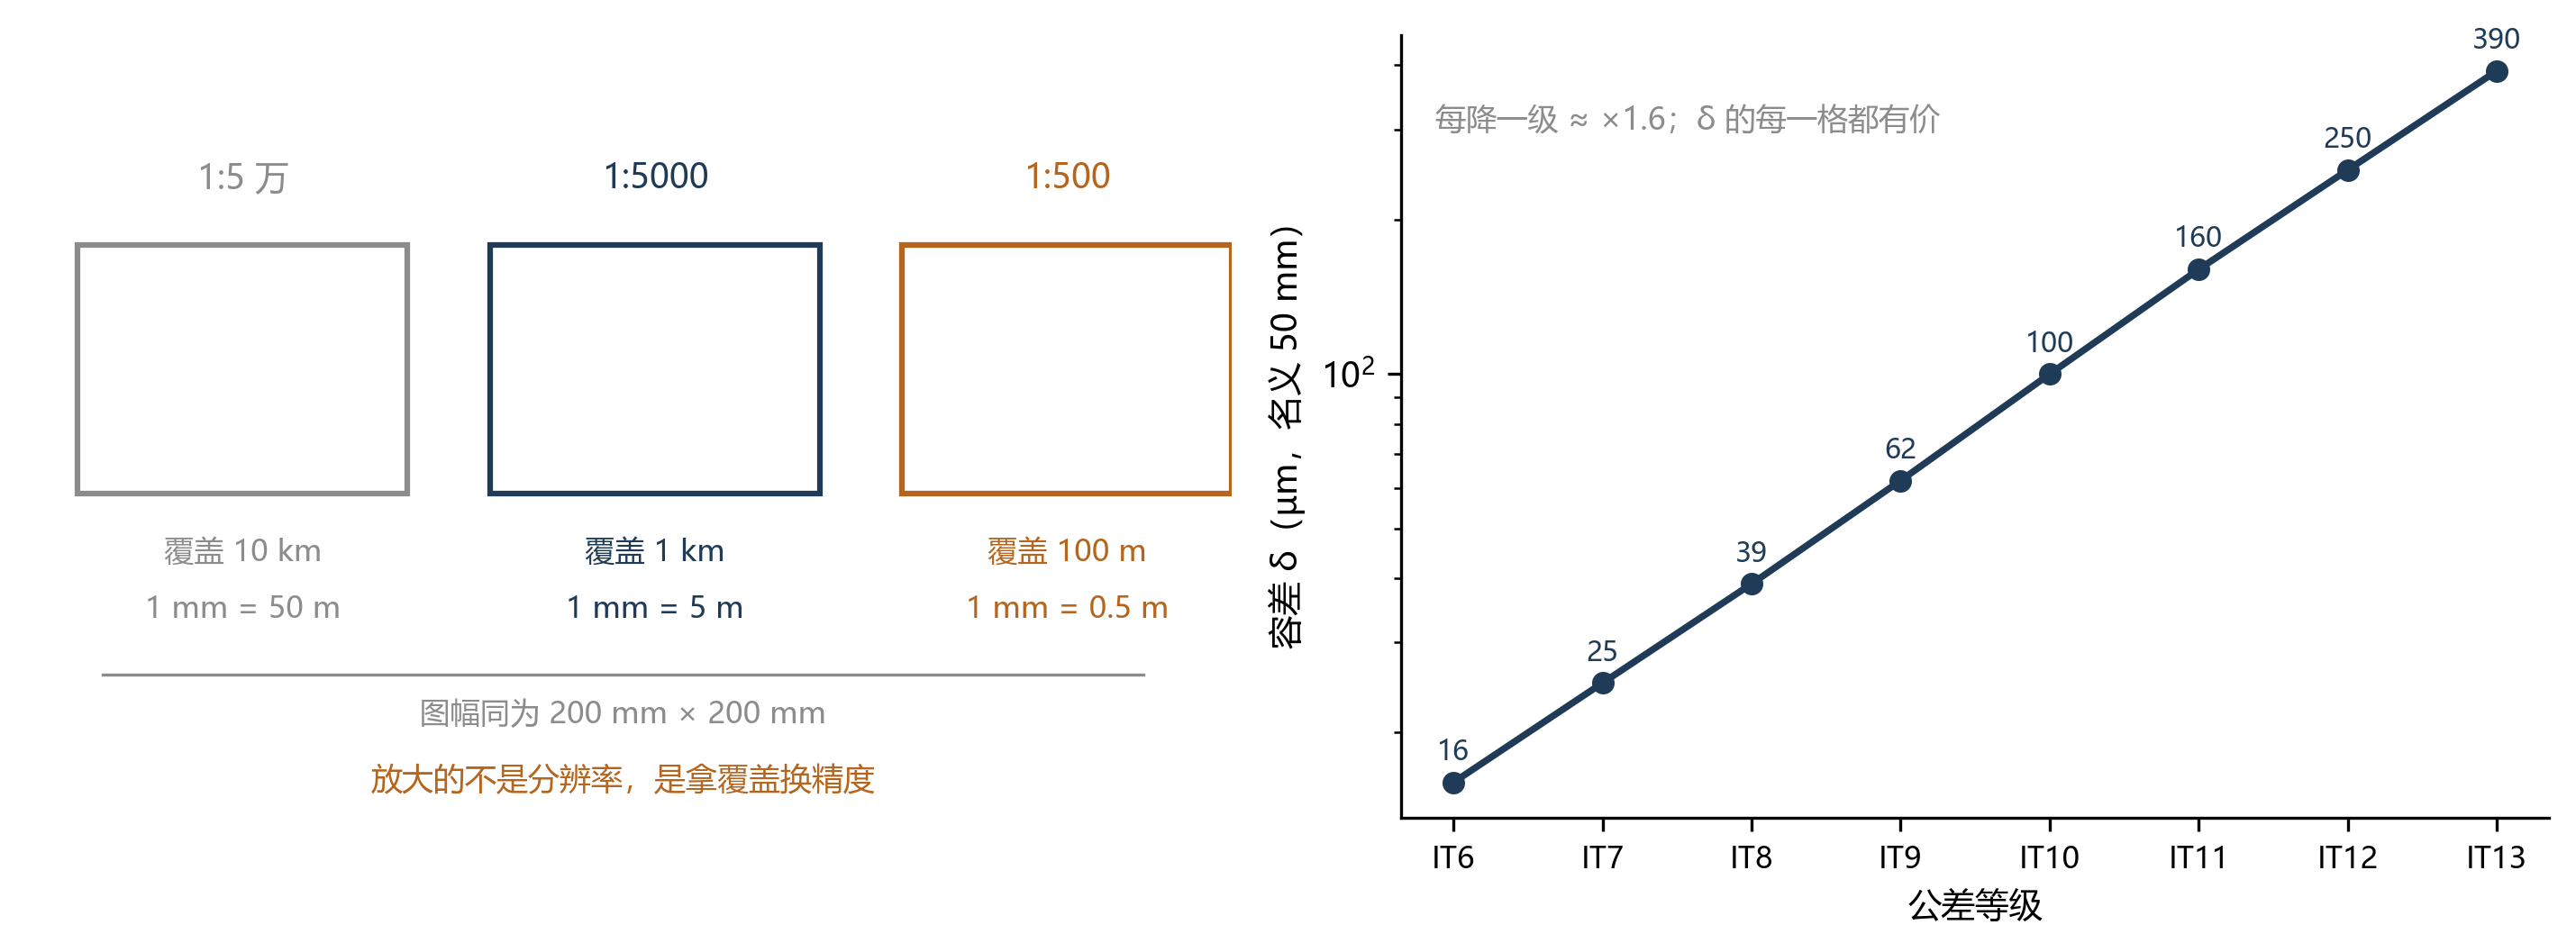 1:5 万
1:5000
1:500
覆盖 10 km
1 mm = 50 m
覆盖 1 km
1 mm = 5 m
覆盖 100 m
1 mm = 0.5 m
图幅同为 200 mm × 200 mm
放大的不是分辨率，是拿覆盖换精度
容差 δ（μm，名义 50 mm）
10²
每降一级 ≈ ×1.6；δ 的每一格都有价
16
25
39
62
100
160
250
390
IT6
IT7
IT8
IT9
IT10
IT11
IT12
IT13
公差等级